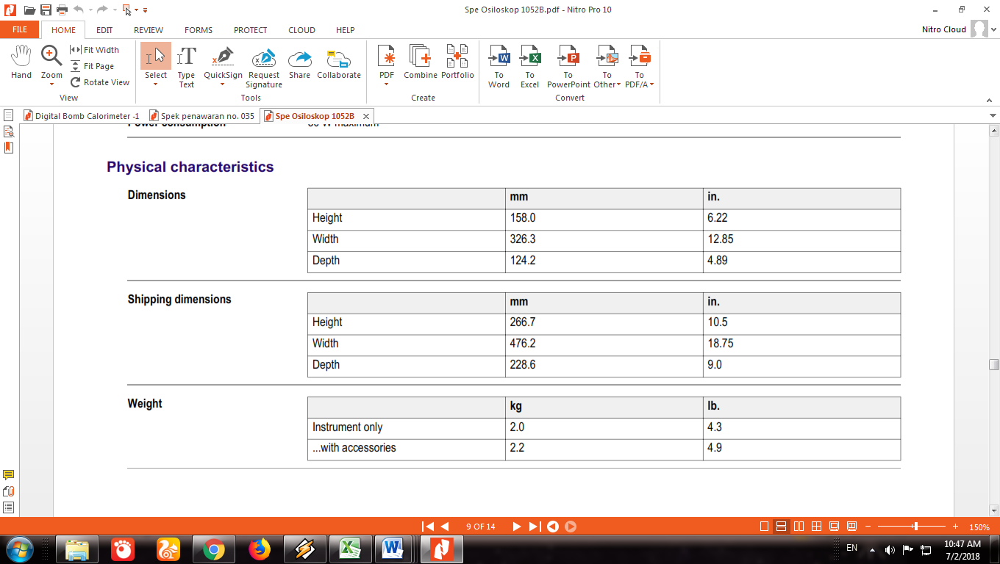 Spe Osiloskop 1052B.pdf - Nitro Pro 10
FILE HOME EDIT REVIEW FORMS PROTECT CLOUD HELP
Nitro Cloud
Hand
Zoom
Fit Width
Fit Page
Rotate View
View
Select
Type Text
QuickSign
Request Signature
Share
Collaborate
Tools
PDF
Combine
Portfolio
Create
To Word
To Excel
To PowerPoint
To Other
To PDF/A
Convert
Digital Bomb Calorimeter -1
Spek penawaran no. 035
Spe Osiloskop 1052B
Power consumption 30 W maximum
Physical characteristics
Dimensions
mm in.
Height 158.0 6.22
Width 326.3 12.85
Depth 124.2 4.89
Shipping dimensions
mm in.
Height 266.7 10.5
Width 476.2 18.75
Depth 228.6 9.0
Weight
kg lb.
Instrument only 2.0 4.3
...with accessories 2.2 4.9
9 OF 14
150%
EN
10:47 AM
7/2/2018